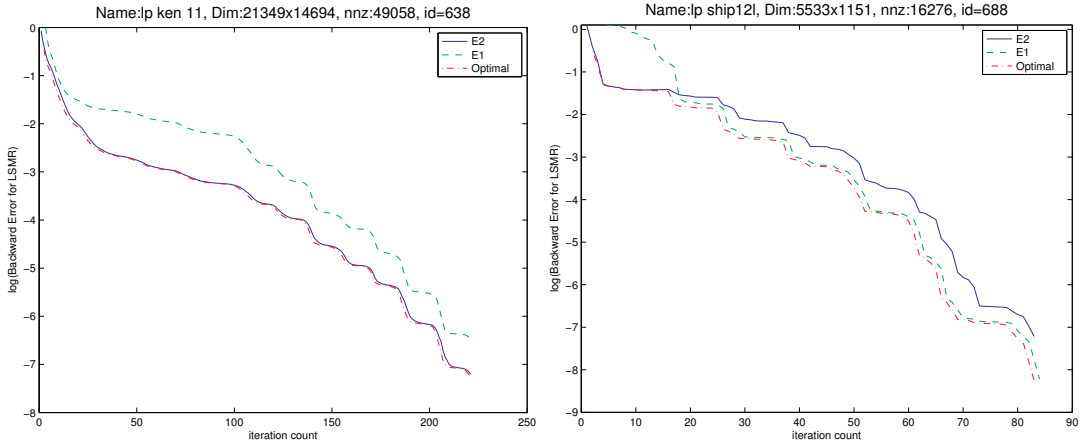 Name:lp ken 11, Dim:21349x14694, nnz:49058, id=638
E2
E1
Optimal
0
−1
−2
−3
−4
−5
−6
−7
−8
log(Backward Error for LSMR)
0
50
100
150
200
250
iteration count
Name:lp ship12l, Dim:5533x1151, nnz:16276, id=688
E2
E1
Optimal
0
−1
−2
−3
−4
−5
−6
−7
−8
−9
log(Backward Error for LSMR)
0
10
20
30
40
50
60
70
80
90
iteration count